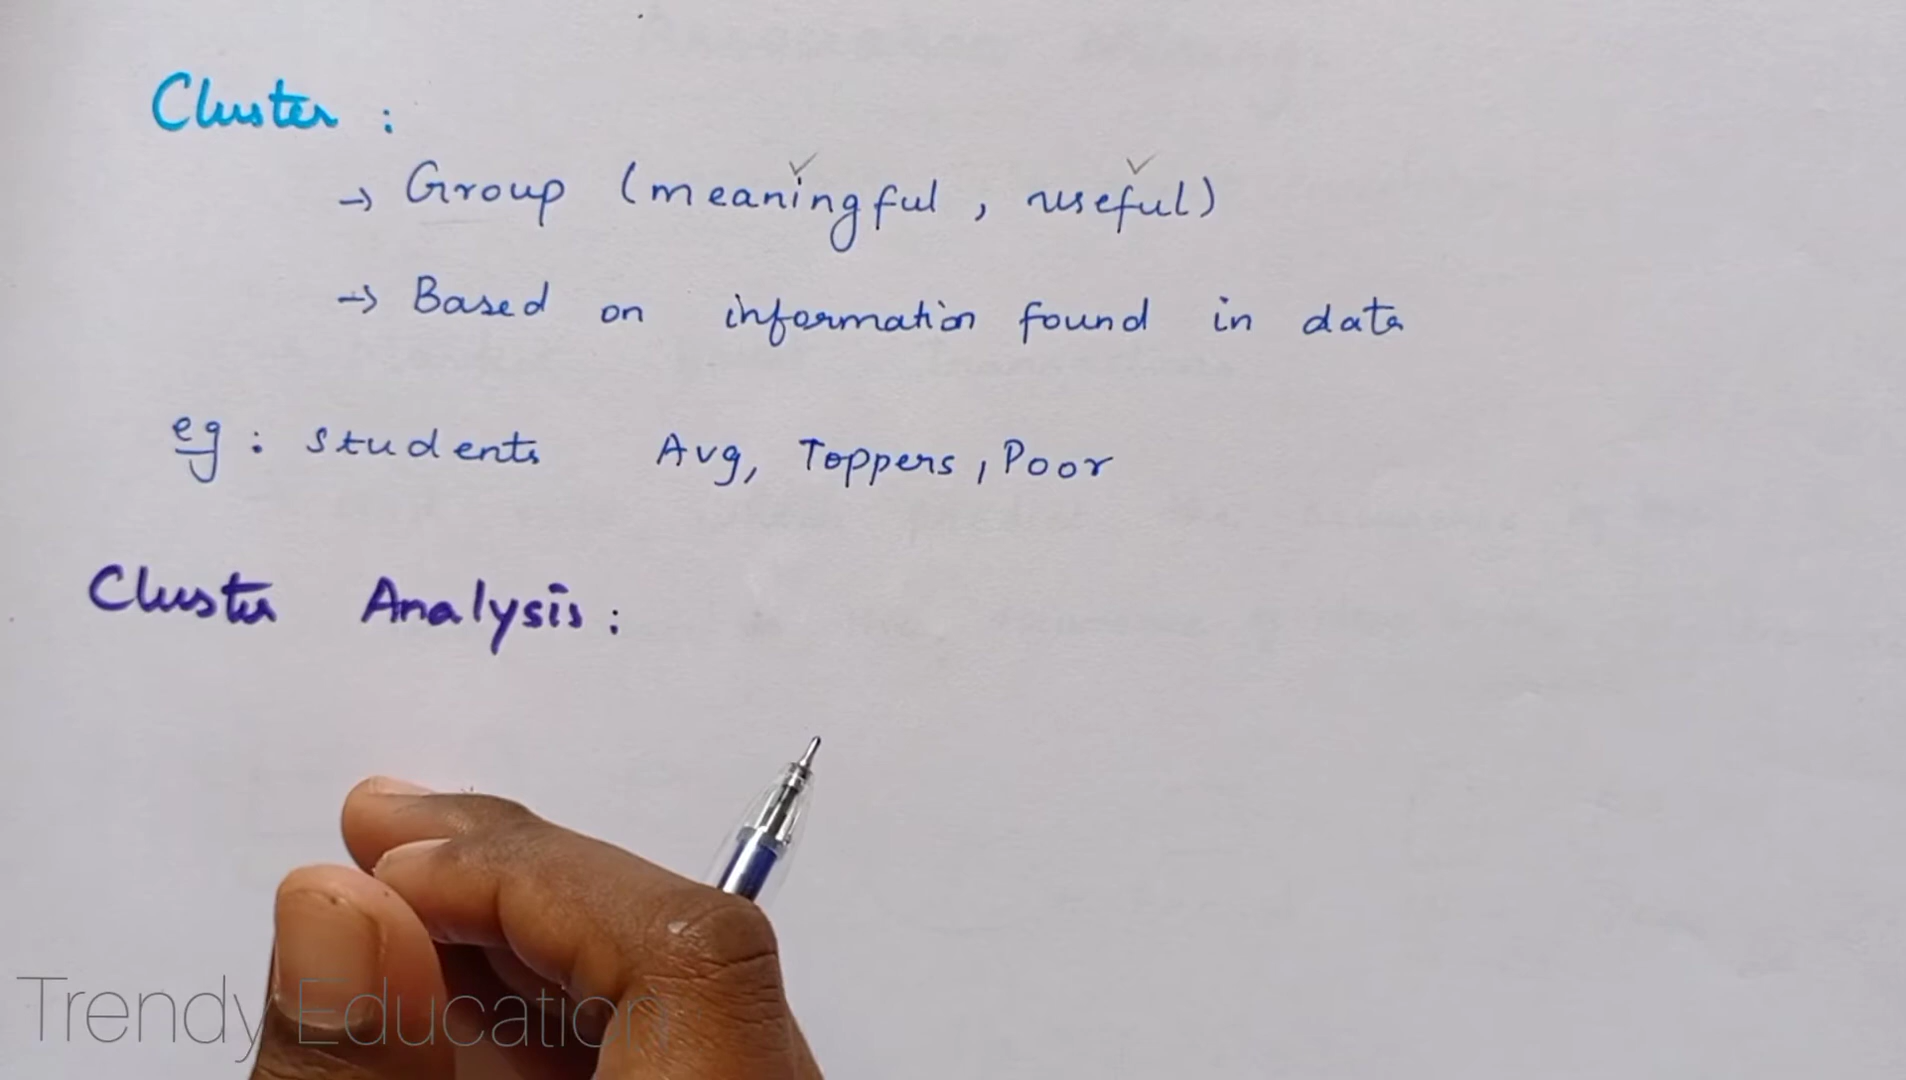 Cluster :
→ Group (meaningful, useful)
→ Based on information found in data
eg : students Avg, Toppers, Poor
Cluster Analysis:
Trendy Education